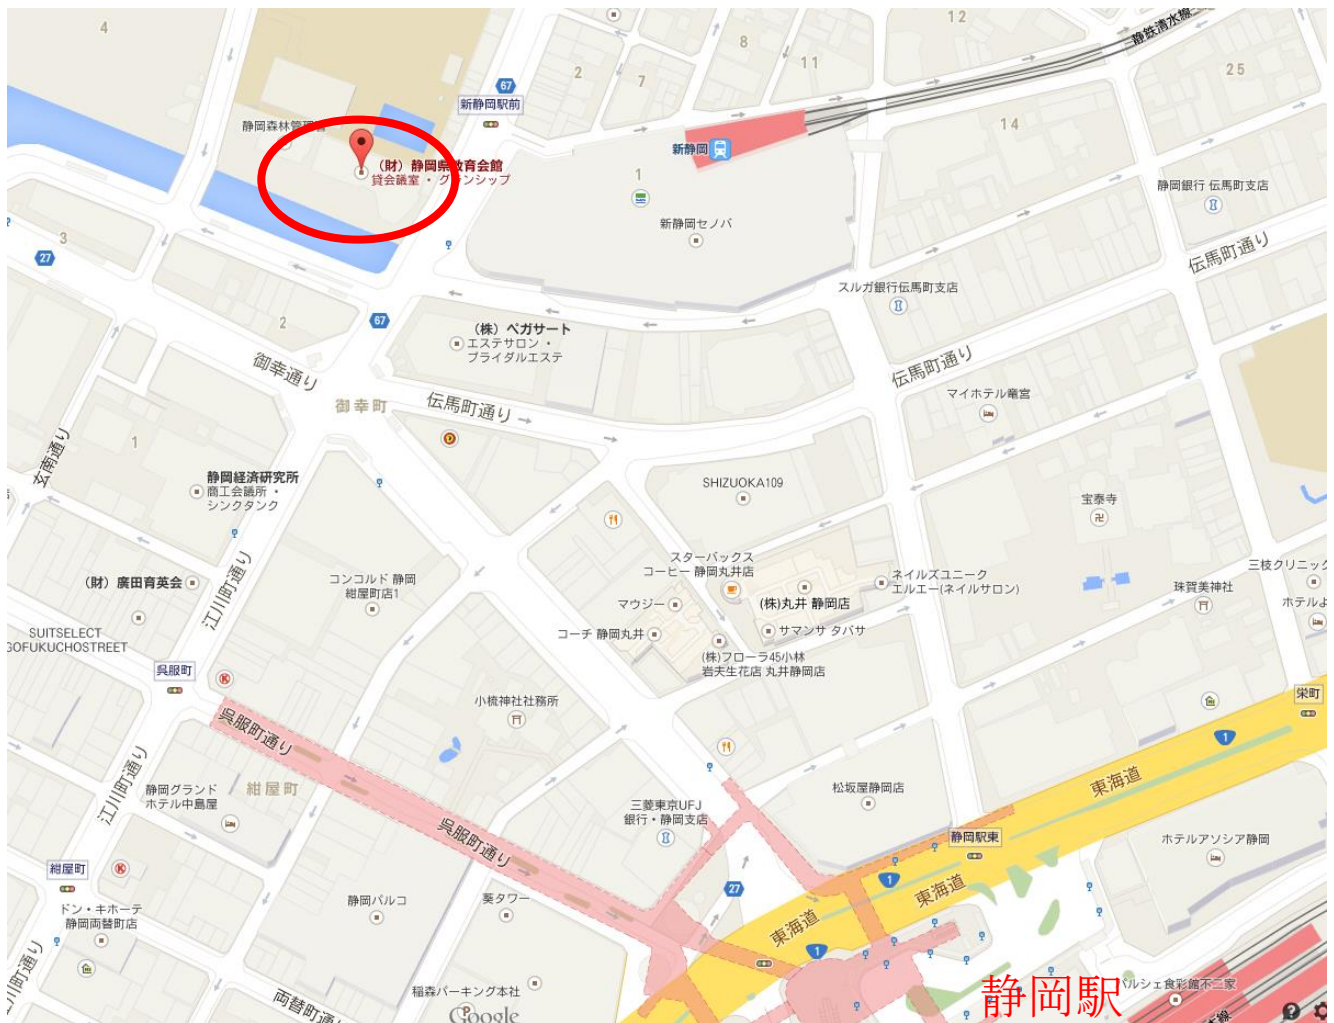 4
12
静鉄清水線
8
11
2
7
25
67
新静岡駅前
静岡森林管理署
14
新静岡
(財)静岡県教育会館
貸会議室・グランシップ
1
静岡銀行 伝馬町支店
新静岡セノバ
3
27
伝馬町通り
スルガ銀行伝馬町支店
2
67
(株)ペガサート
エステサロン・
ブライダルエステ
御幸通り
伝馬町通り
マイホテル竜宮
御幸町
伝馬町通り
1
玄南通り
静岡経済研究所
商工会議所・
シンクタンク
SHIZUOKA109
宝泰寺
スターバックス
コーヒー 静岡丸井店
(財)廣田育英会
コンコルド 静岡
紺屋町店1
江川町通り
マウジー
(株)丸井 静岡店
ネイルズユニーク
エルエー(ネイルサロン)
三枝クリニック
珠賀美神社
ホテルよ
SUITSELECT
GOFUKUCHOSTREET
コーチ 静岡丸井
サマンサ タバサ
(株)フローラ45小林
岩夫生花店 丸井静岡店
呉服町
小梳神社社務所
栄町
呉服町通り
1
江川町通り
静岡グランド
ホテル中島屋
紺屋町
三菱東京UFJ
銀行・静岡支店
松坂屋静岡店
東海道
呉服町通り
静岡駅東
ホテルアソシア静岡
紺屋町
27
1
東海道
ドン・キホーテ
静岡両替町店
静岡パルコ
葵タワー
東海道
1
江川町通り
稲森パーキング本社
両替町通り
Google
静岡駅
パルシェ食彩館不二家
本線